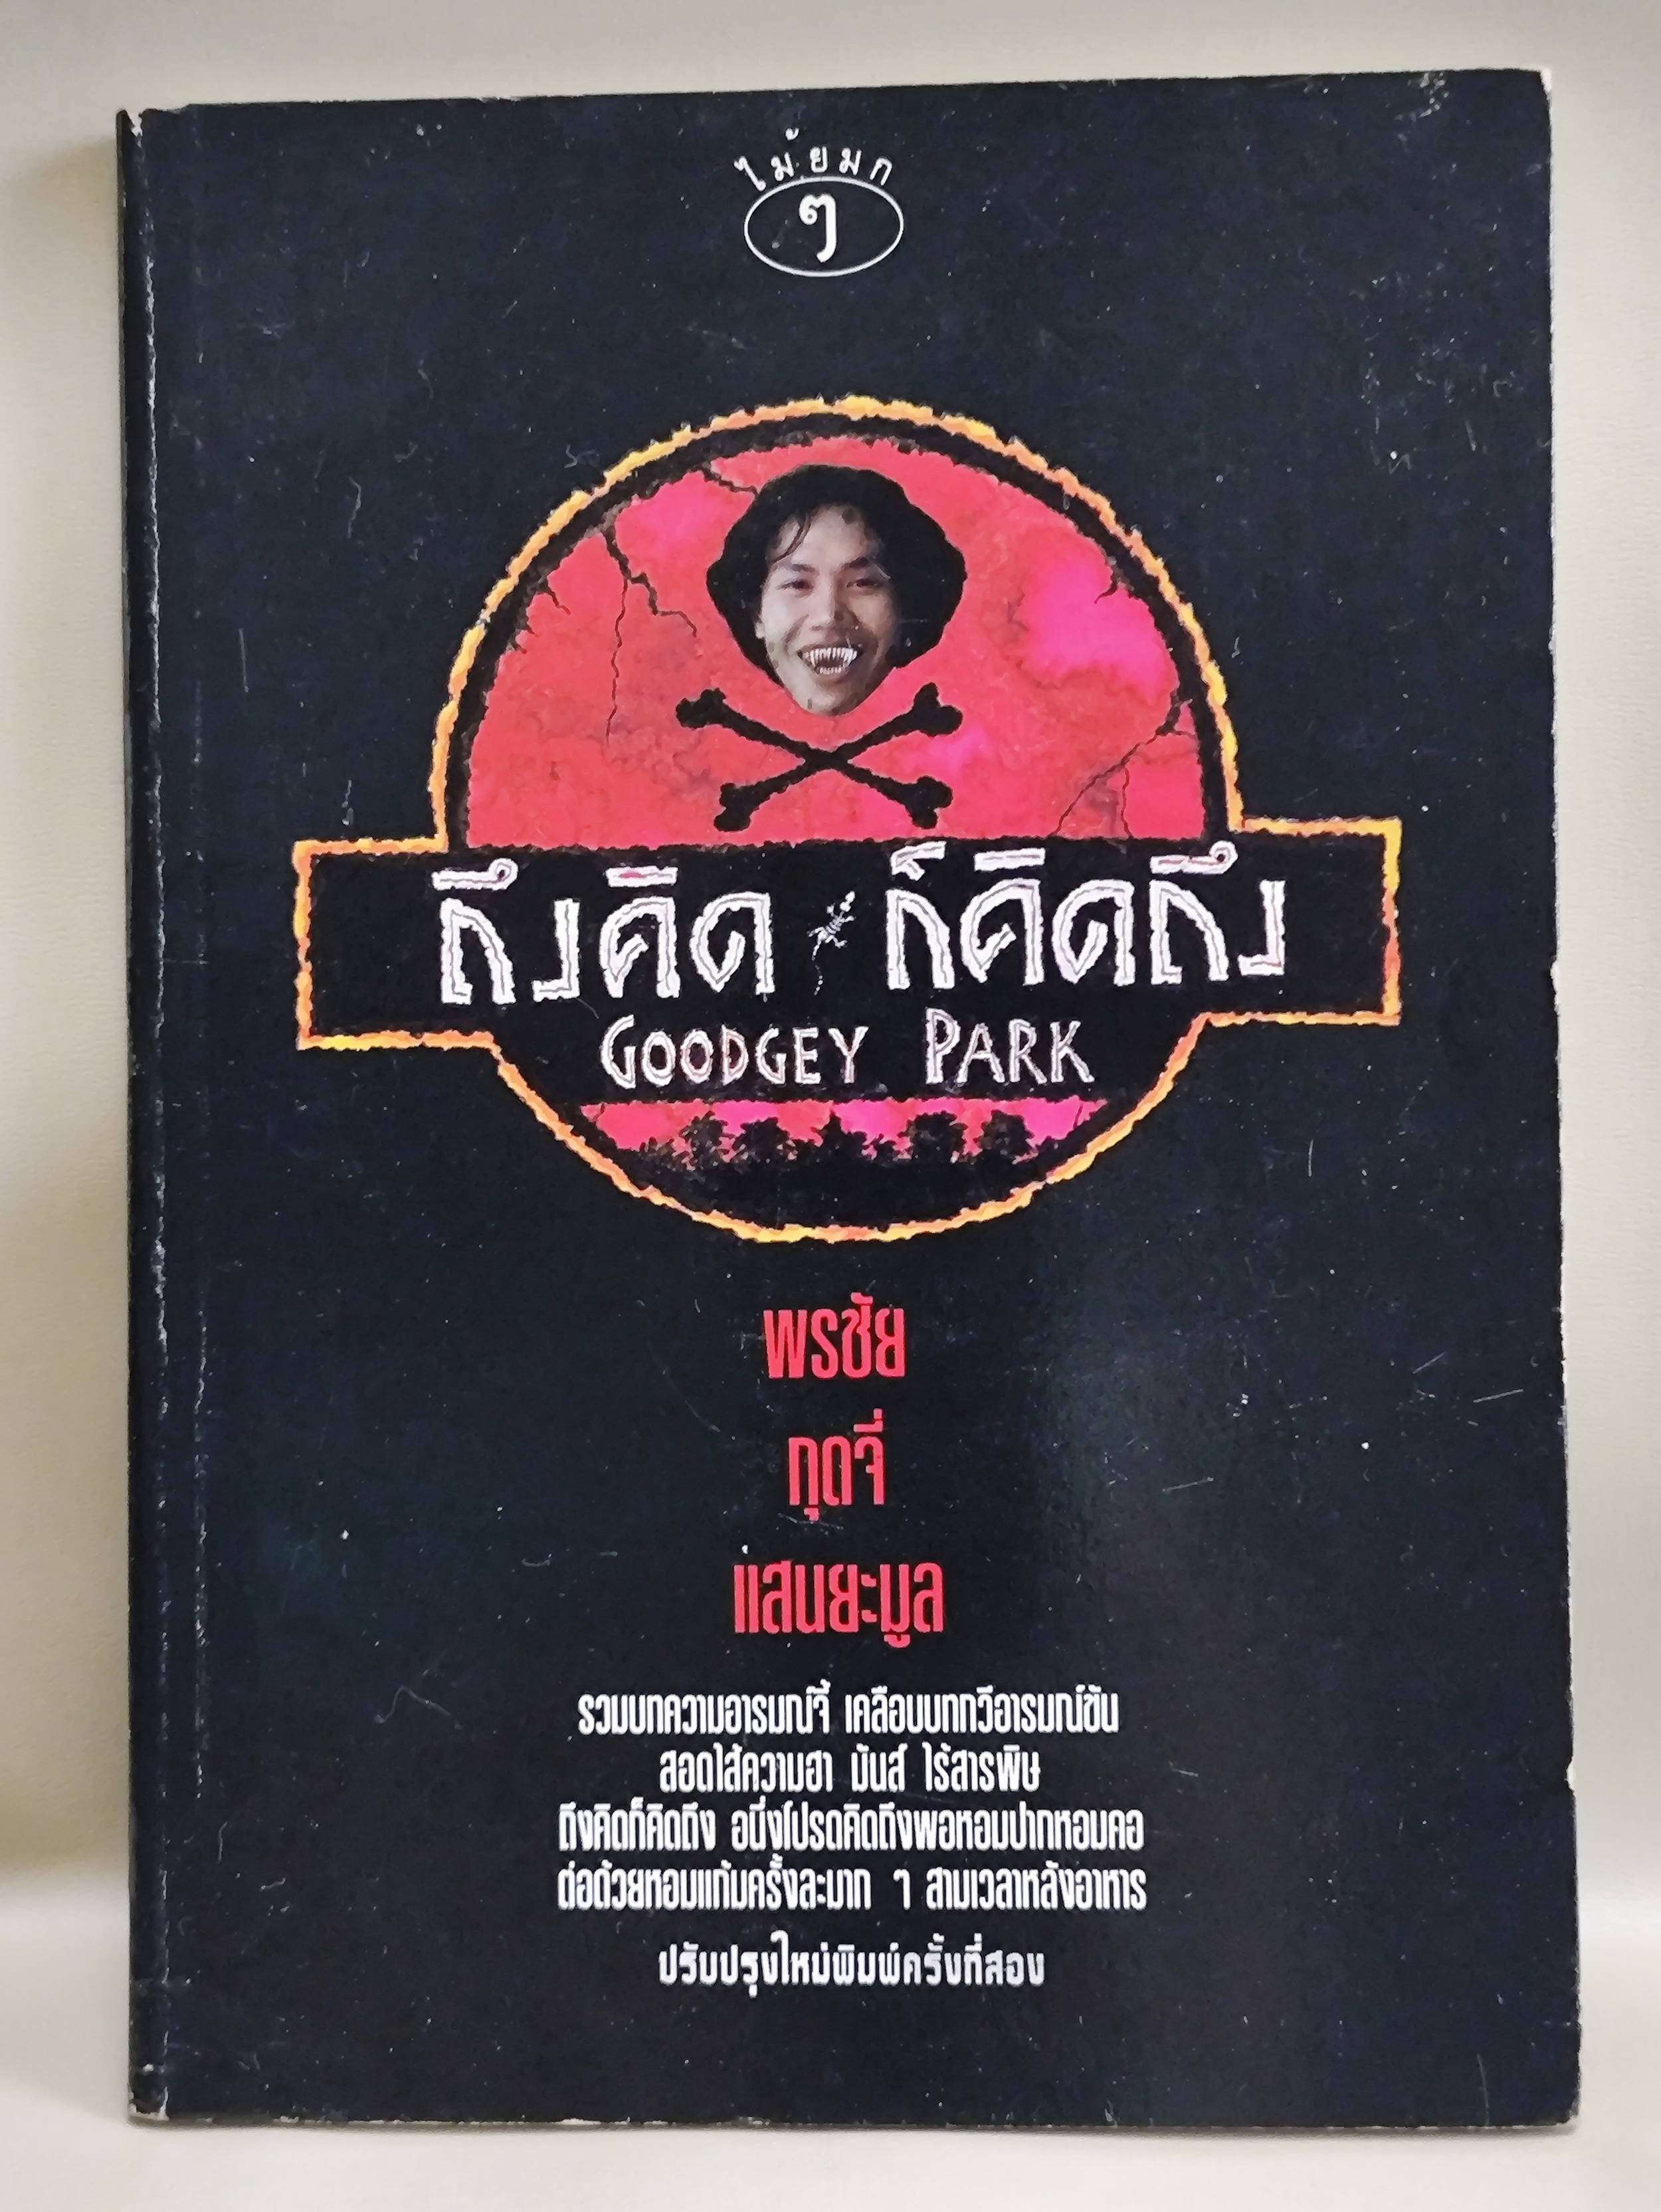 ไม้ยมก
ๆ
ถึงคิด ก็คิดถึง
GOODGEY PARK
พรชัย
กุดจี่
แสนยะมูล
รวมบทความอารมณ์จี้ เคลือบบทกวีอารมณ์ขัน
สอดไส้ความฮา มันส์ ไร้สารพิษ
ถึงคิดก็คิดถึง อนึ่งโปรดคิดถึงพอหอมปากหอมคอ
ต่อด้วยหอมแก้มครั้งละมาก ๆ สามเวลาหลังอาหาร
ปรับปรุงใหม่พิมพ์ครั้งที่สอง